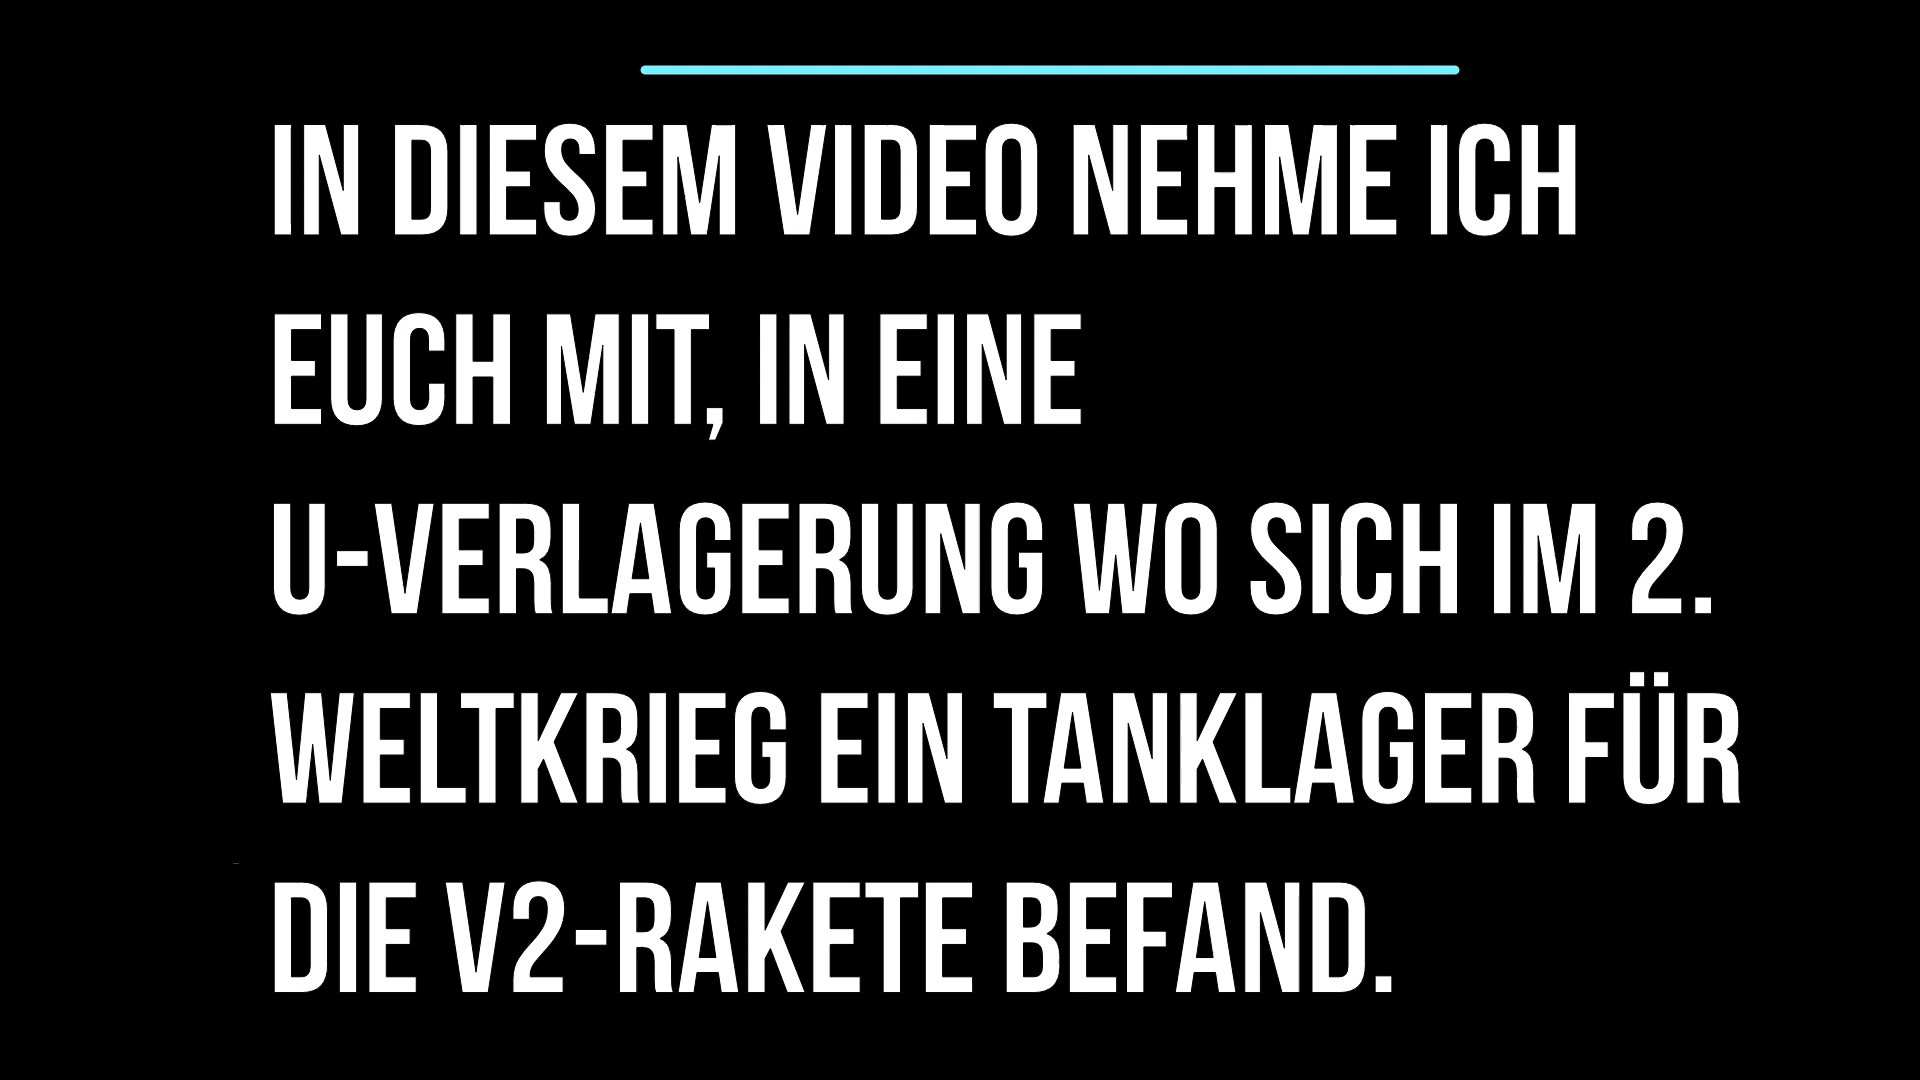 IN DIESEM VIDEO NEHME ICH
EUCH MIT, IN EINE
U-VERLAGERUNG WO SICH IM 2.
WELTKRIEG EIN TANKLAGER FÜR
DIE V2-RAKETE BEFAND.